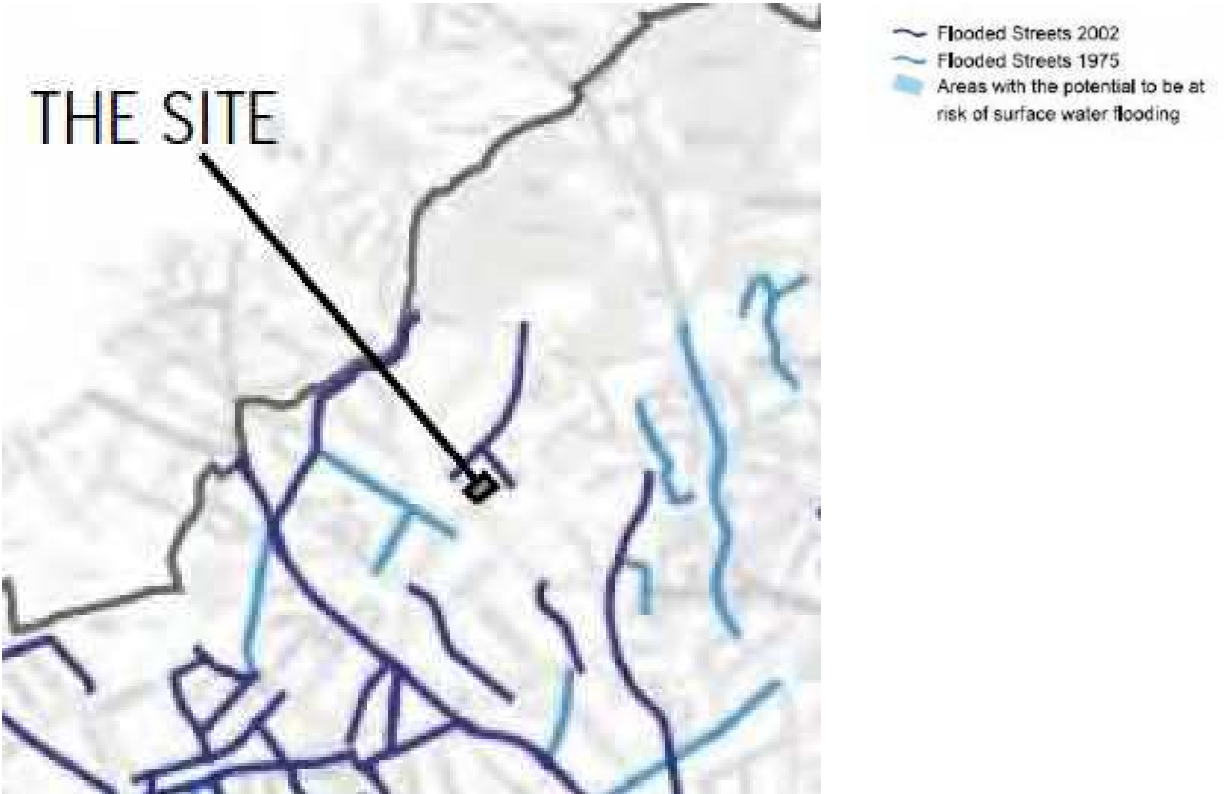 THE SITE
Flooded Streets 2002
Flooded Streets 1975
Areas with the potential to be at
risk of surface water flooding